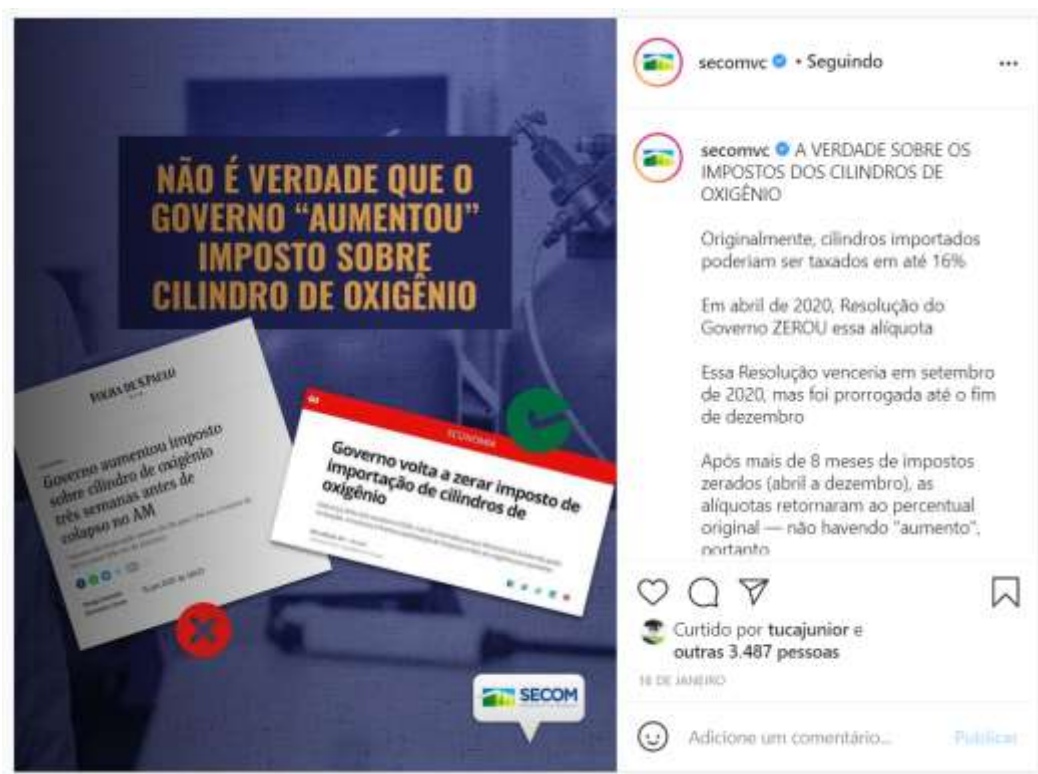 NÃO É VERDADE QUE O
GOVERNO “AUMENTOU”
IMPOSTO SOBRE
CILINDRO DE OXIGÊNIO
FOLHA DE S.PAULO
Governo aumentou imposto
sobre cilindro de oxigênio
três semanas antes de
colapso no AM
ECONOMIA
Governo volta a zerar imposto de
importação de cilindros de
oxigênio
SECOM
secomvc • Seguindo
secomvc A VERDADE SOBRE OS
IMPOSTOS DOS CILINDROS DE
OXIGÊNIO
Originalmente, cilindros importados
poderiam ser taxados em até 16%
Em abril de 2020, Resolução do
Governo ZEROU essa alíquota
Essa Resolução venceria em setembro
de 2020, mas foi prorrogada até o fim
de dezembro
Após mais de 8 meses de impostos
zerados (abril a dezembro), as
alíquotas retornaram ao percentual
original — não havendo "aumento",
portanto
Curtido por tucajunior e
outras 3.487 pessoas
DE JANEIRO
Adicione um comentário... Publicar